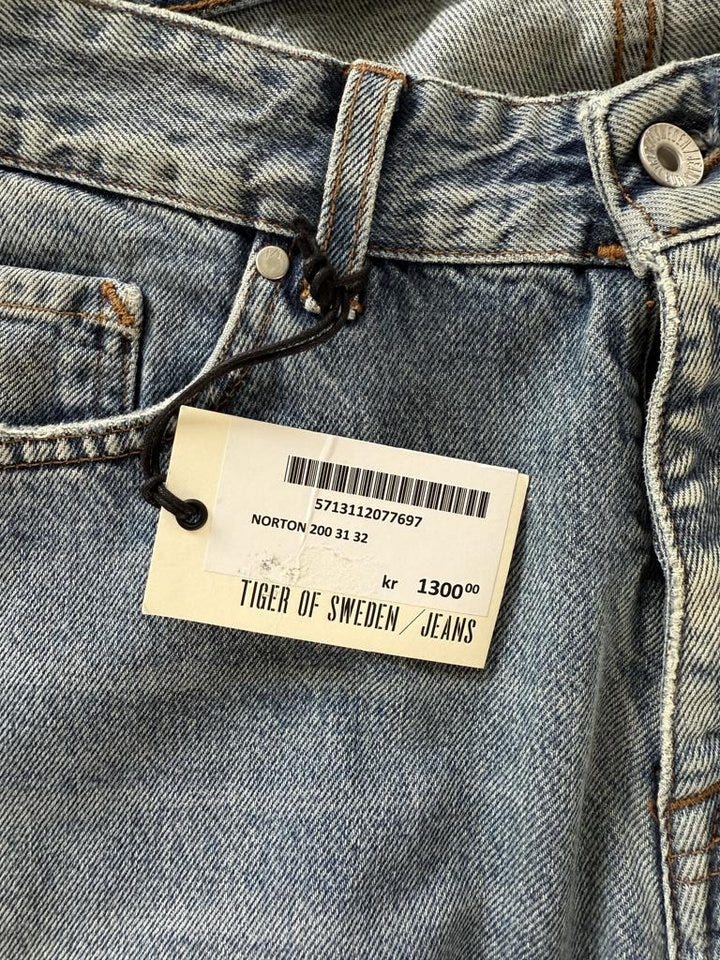 5713112077697
NORTON 200 31 32
kr 1300⁰⁰
TIGER OF SWEDEN / JEANS